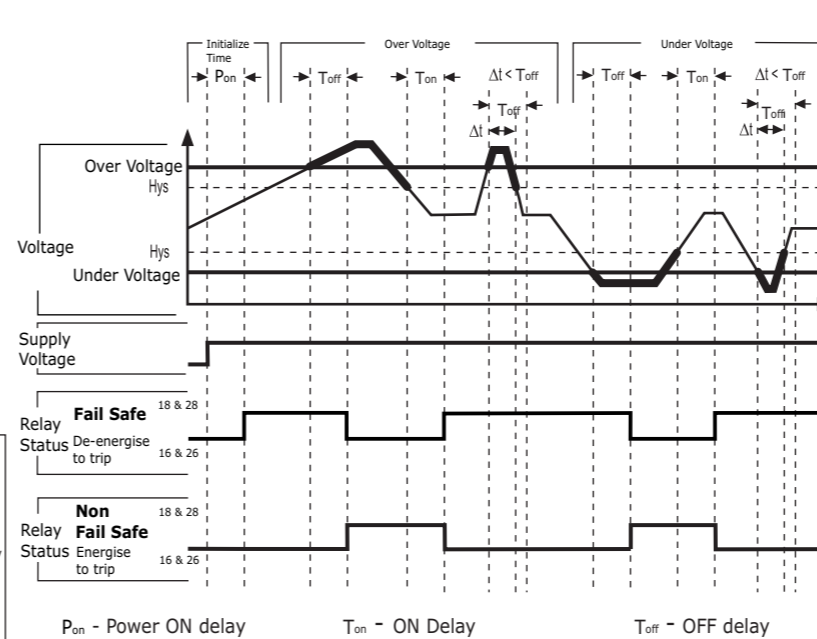 Initialize
Time
Over Voltage
Under Voltage
Pon
Toff
Ton
Δt < Toff
Toff
Ton
Δt < Toff
Toff
Δt
Toff
Δt
Over Voltage
Hys
Voltage
Hys
Under Voltage
Supply
Voltage
Relay
Status
Fail Safe
De-energise
to trip
18 & 28
16 & 26
Relay
Status
Non
Fail Safe
Energise
to trip
18 & 28
16 & 26
Pon - Power ON delay
Ton - ON Delay
Toff - OFF delay